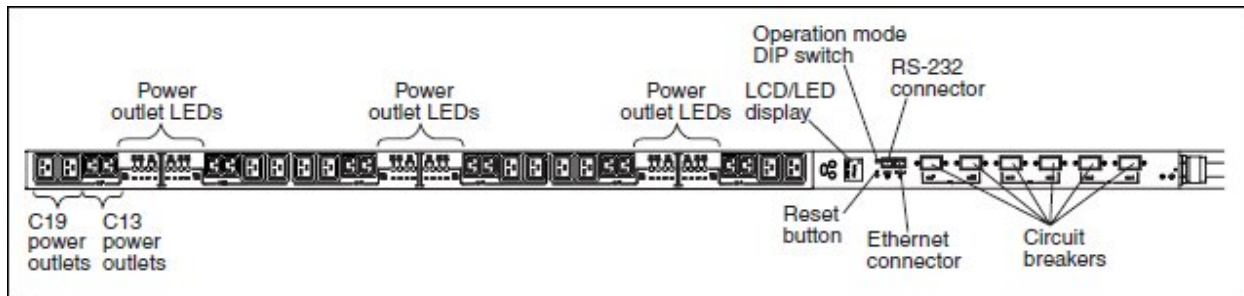 Operation mode
DIP switch
RS-232
connector
LCD/LED
display
Power
outlet LEDs
Power
outlet LEDs
Power
outlet LEDs
C19
power
outlets
C13
power
outlets
Reset
button
Ethernet
connector
Circuit
breakers